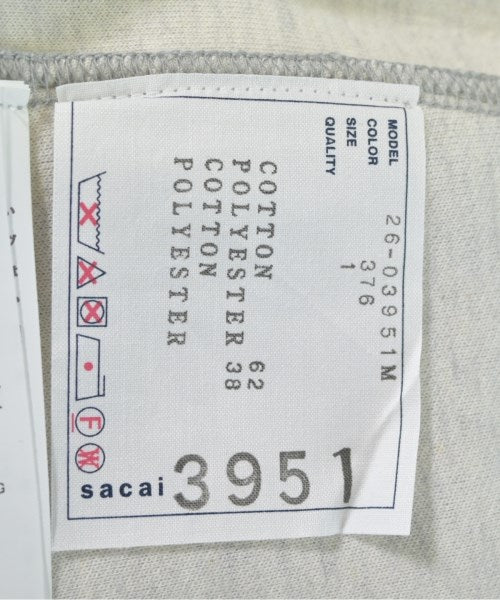 MODEL 26-03951M
COLOR 376
SIZE 1
QUALITY
COTTON 62
POLYESTER 38
COTTON
POLYESTER
F
W
sacai 3951
G